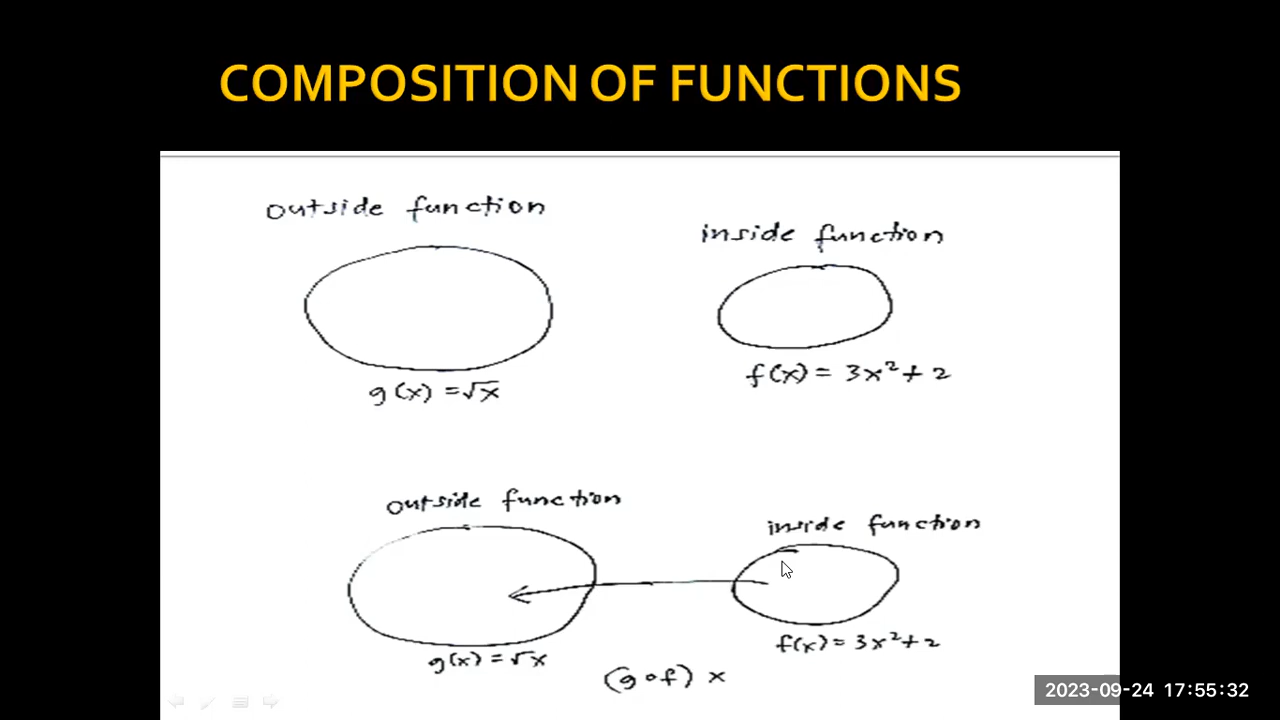 COMPOSITION OF FUNCTIONS
outside function
inside function
g(x) = √x
f(x) = 3x² + 2
outside function
inside function
g(x) = √x
f(x) = 3x² + 2
(g o f) x
2023-09-24 17:55:32